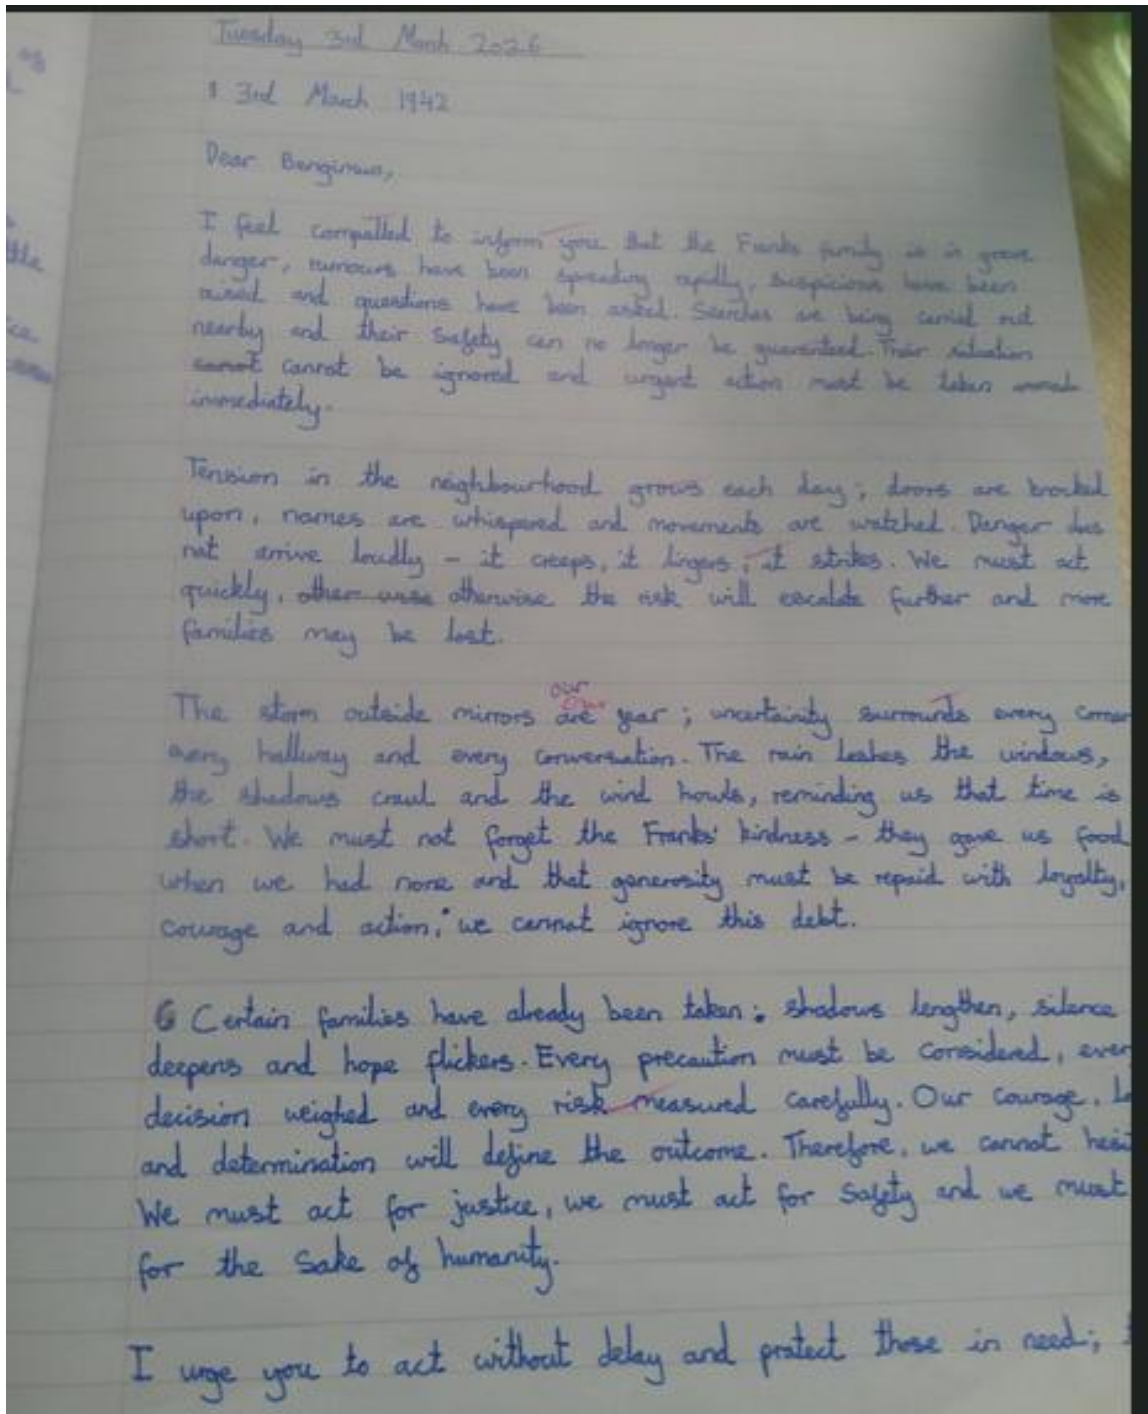 Tuesday 3rd March 2026
3rd March 1942
Dear
I feel compelled to inform you that the Franks family is in grave
danger, rumours have been spreading rapidly, suspicions have been
raised and questions have been asked. Searches are being carried out
nearby and their safety can no longer be guaranteed. Their situation
cannot be ignored and urgent action must be taken
immediately.
Tension in the neighbourhood grows each day; doors are knocked
upon, names are whispered and movements are watched. Danger does
not arrive loudly – it creeps, it lingers, it strikes. We must act
quickly, other wise otherwise the risk will escalate further and more
families may be lost.
our
The storm outside mirrors are fear; uncertainity surrounds every corner
every hallway and every conversation. The rain lashes the windows,
the shadows crawl and the wind howls, reminding us that time is
short. We must not forget the Franks' kindness – they gave us food
when we had none and that generosity must be repaid with loyalty,
courage and action; we cannot ignore this debt.
Certain families have already been taken: shadows lengthen, silence
deepens and hope flickers. Every precaution must be considered,
decision weighed and every risk measured carefully. Our courage,
and determination will define the outcome. Therefore, we cannot
We must act for justice, we must act for safety and we must
for the sake of humanity.
I urge you to act without delay and protect those in need;